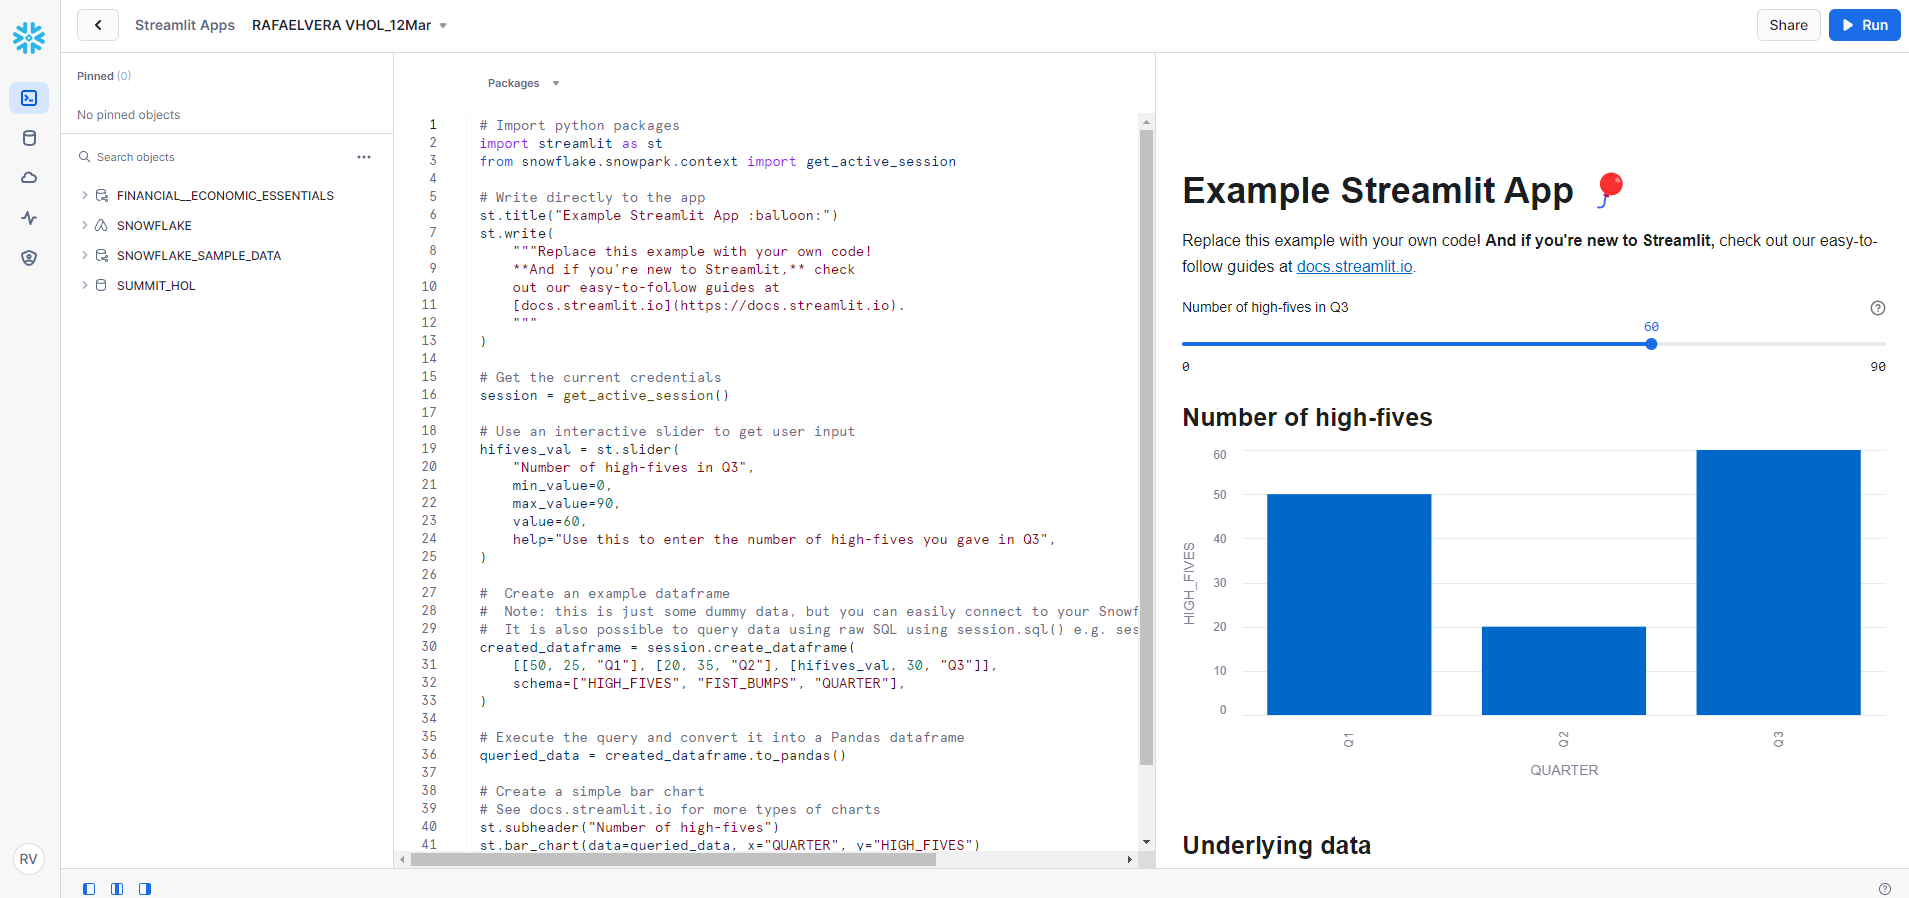 Streamlit Apps RAFAELVERA VHOL_12Mar
Share
Run
Pinned (0)
No pinned objects
Search objects
FINANCIAL__ECONOMIC_ESSENTIALS
SNOWFLAKE
SNOWFLAKE_SAMPLE_DATA
SUMMIT_HOL
RV
Packages
1 # Import python packages
2 import streamlit as st
3 from snowflake.snowpark.context import get_active_session
4
5 # Write directly to the app
6 st.title("Example Streamlit App :balloon:")
7 st.write(
8 """Replace this example with your own code!
9 **And if you're new to Streamlit,** check
10 out our easy-to-follow guides at
11 [docs.streamlit.io](https://docs.streamlit.io).
12 """
13 )
14
15 # Get the current credentials
16 session = get_active_session()
17
18 # Use an interactive slider to get user input
19 hifives_val = st.slider(
20 "Number of high-fives in Q3",
21 min_value=0,
22 max_value=90,
23 value=60,
24 help="Use this to enter the number of high-fives you gave in Q3",
25 )
26
27 #  Create an example dataframe
28 #  Note: this is just some dummy data, but you can easily connect to your Snowf
29 #  It is also possible to query data using raw SQL using session.sql() e.g. ses
30 created_dataframe = session.create_dataframe(
31 [[50, 25, "Q1"], [20, 35, "Q2"], [hifives_val, 30, "Q3"]],
32 schema=["HIGH_FIVES", "FIST_BUMPS", "QUARTER"],
33 )
34
35 # Execute the query and convert it into a Pandas dataframe
36 queried_data = created_dataframe.to_pandas()
37
38 # Create a simple bar chart
39 # See docs.streamlit.io for more types of charts
40 st.subheader("Number of high-fives")
41 st.bar_chart(data=queried_data, x="QUARTER", y="HIGH_FIVES")
Example Streamlit App
Replace this example with your own code! And if you're new to Streamlit, check out our easy-to-
follow guides at docs.streamlit.io.
Number of high-fives in Q3
60
0 90
Number of high-fives
60
50
40
30
20
10
0
HIGH_FIVES
Q1 Q2 Q3
QUARTER
Underlying data